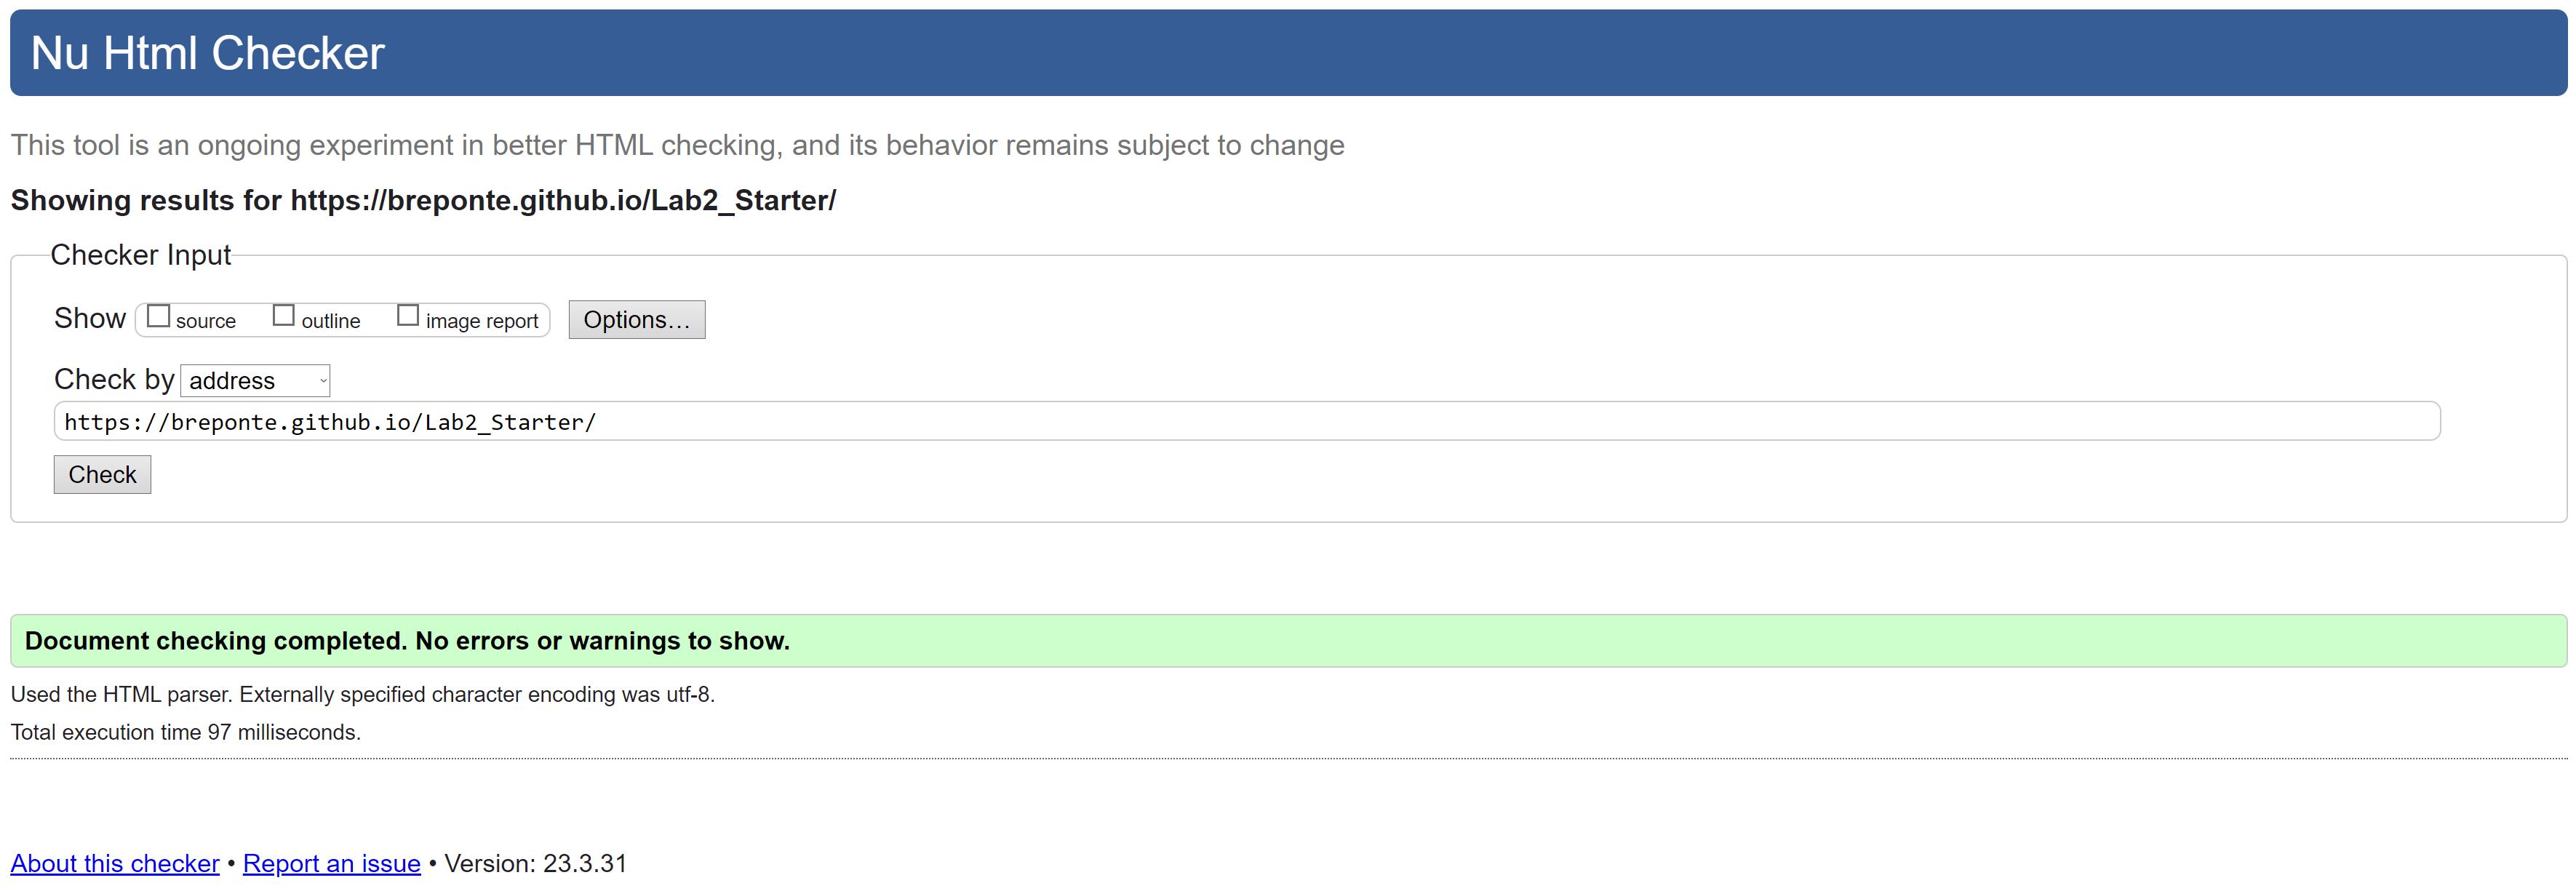 Nu Html Checker
This tool is an ongoing experiment in better HTML checking, and its behavior remains subject to change
Showing results for https://breponte.github.io/Lab2_Starter/
Checker Input
Show source outline image report Options…
Check by address
https://breponte.github.io/Lab2_Starter/
Check
Document checking completed. No errors or warnings to show.
Used the HTML parser. Externally specified character encoding was utf-8.
Total execution time 97 milliseconds.
About this checker • Report an issue • Version: 23.3.31